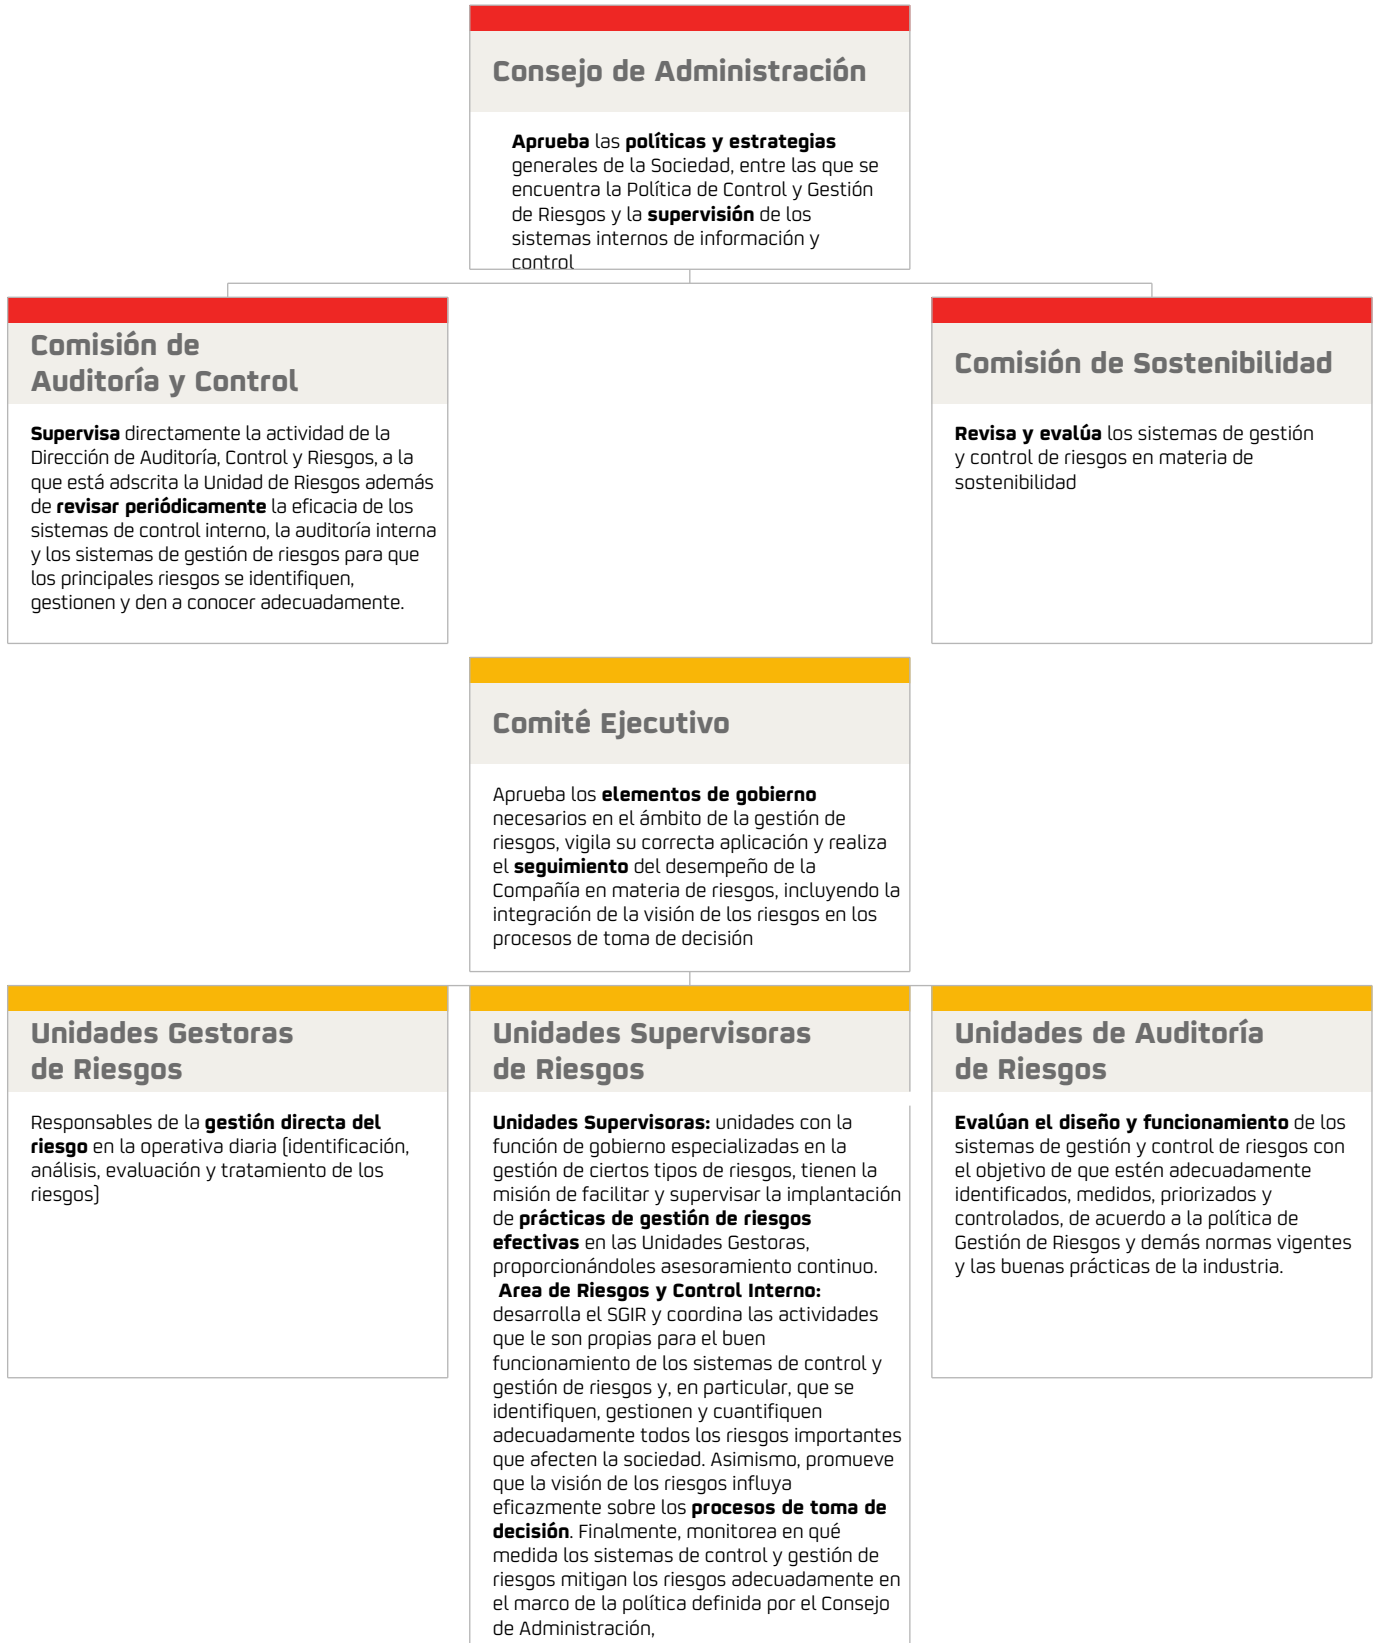 Consejo de Administración
Aprueba las políticas y estrategias
generales de la Sociedad, entre las que se
encuentra la Política de Control y Gestión
de Riesgos y la supervisión de los
sistemas internos de información y
control
Comisión de
Auditoría y Control
Supervisa directamente la actividad de la
Dirección de Auditoría, Control y Riesgos, a la
que está adscrita la Unidad de Riesgos además
de revisar periódicamente la eficacia de los
sistemas de control interno, la auditoría interna
y los sistemas de gestión de riesgos para que
los principales riesgos se identifiquen,
gestionen y den a conocer adecuadamente.
Comisión de Sostenibilidad
Revisa y evalúa los sistemas de gestión
y control de riesgos en materia de
sostenibilidad
Comité Ejecutivo
Aprueba los elementos de gobierno
necesarios en el ámbito de la gestión de
riesgos, vigila su correcta aplicación y realiza
el seguimiento del desempeño de la
Compañía en materia de riesgos, incluyendo la
integración de la visión de los riesgos en los
procesos de toma de decisión
Unidades Gestoras
de Riesgos
Responsables de la gestión directa del
riesgo en la operativa diaria (identificación,
análisis, evaluación y tratamiento de los
riesgos)
Unidades Supervisoras
de Riesgos
Unidades Supervisoras: unidades con la
función de gobierno especializadas en la
gestión de ciertos tipos de riesgos, tienen la
misión de facilitar y supervisar la implantación
de prácticas de gestión de riesgos
efectivas en las Unidades Gestoras,
proporcionándoles asesoramiento continuo.
Area de Riesgos y Control Interno:
desarrolla el SGIR y coordina las actividades
que le son propias para el buen
funcionamiento de los sistemas de control y
gestión de riesgos y, en particular, que se
identifiquen, gestionen y cuantifiquen
adecuadamente todos los riesgos importantes
que afecten la sociedad. Asimismo, promueve
que la visión de los riesgos influya
eficazmente sobre los procesos de toma de
decisión. Finalmente, monitorea en qué
medida los sistemas de control y gestión de
riesgos mitigan los riesgos adecuadamente en
el marco de la política definida por el Consejo
de Administración,
Unidades de Auditoría
de Riesgos
Evalúan el diseño y funcionamiento de los
sistemas de gestión y control de riesgos con
el objetivo de que estén adecuadamente
identificados, medidos, priorizados y
controlados, de acuerdo a la política de
Gestión de Riesgos y demás normas vigentes
y las buenas prácticas de la industria.